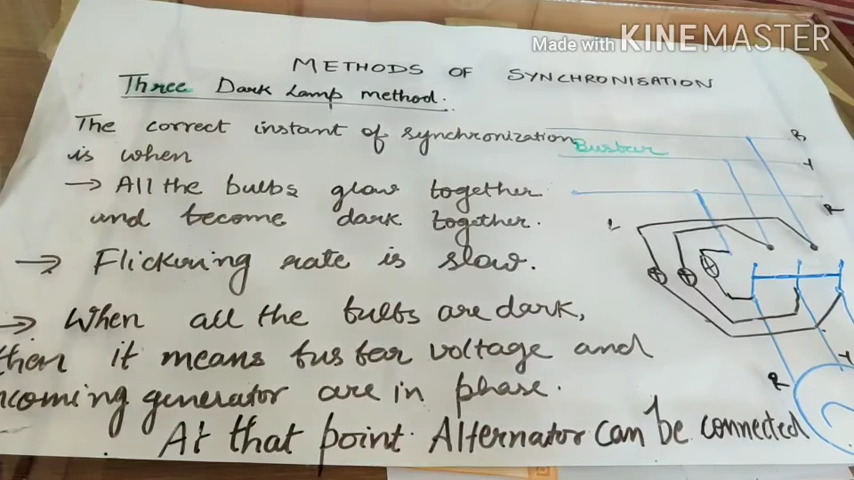 Made with KINEMASTER
METHODS OF SYNCHRONISATION
Three Dark Lamp method.
The correct instant of synchronization
is when
→ All the bulbs glow together
and become dark together.
→ Flickering rate is slow.
→ When all the bulbs are dark,
then it means bus bar voltage and
ncoming generator are in phase.
At that point Alternator can be connected
Busbar
B
Y
R
L
R
Y